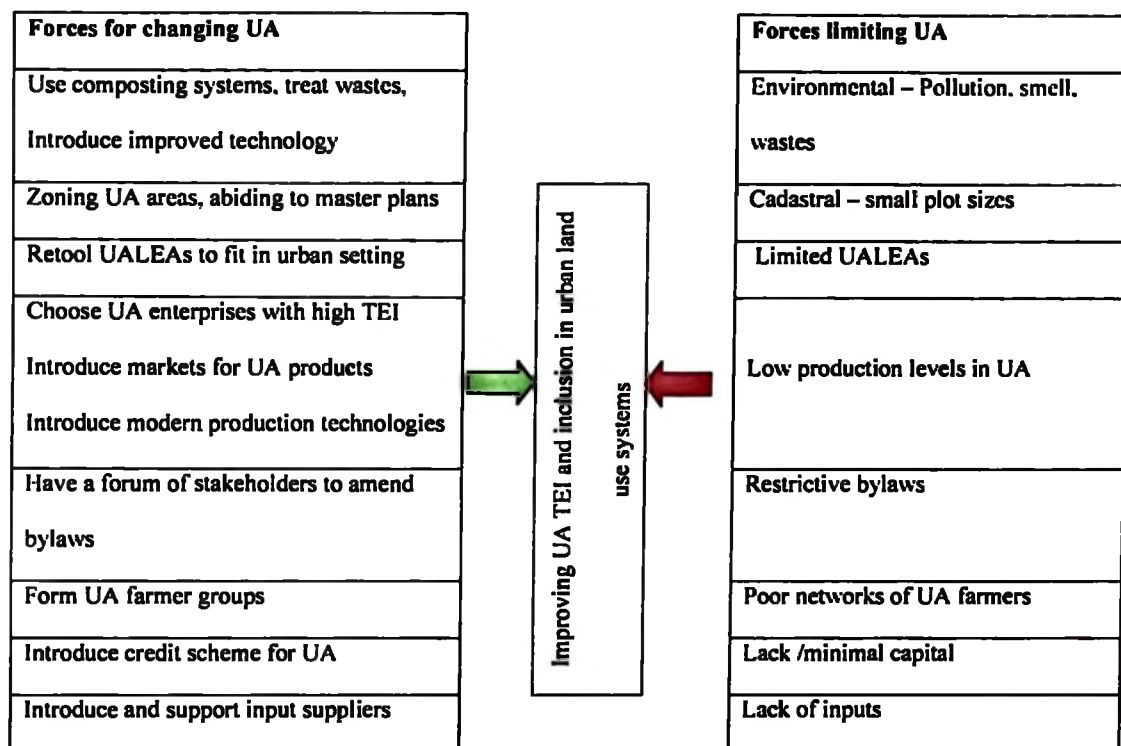 Forces for changing UA
Use composting systems, treat wastes,
Introduce improved technology
Zoning UA areas, abiding to master plans
Retool UALEAs to fit in urban setting
Choose UA enterprises with high TEI
Introduce markets for UA products
Introduce modern production technologies
Have a forum of stakeholders to amend
bylaws
Form UA farmer groups
Introduce credit scheme for UA
Introduce and support input suppliers
Improving UA TEI and inclusion in urban land
use systems
Forces limiting UA
Environmental – Pollution, smell,
wastes
Cadastral – small plot sizes
Limited UALEAs
Low production levels in UA
Restrictive bylaws
Poor networks of UA farmers
Lack /minimal capital
Lack of inputs